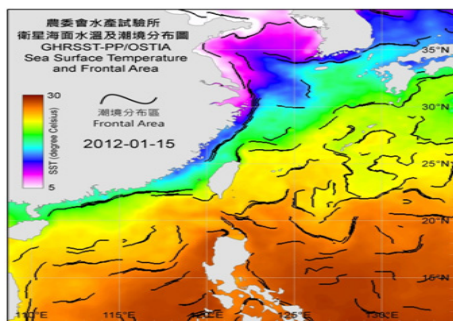 農委會水產試驗所
衛星海面水溫及潮境分布圖
GHRSST-PP/OSTIA
Sea Surface Temperature
and Frontal Area
30
SST (degree Celsius)
5
潮境分布區
Frontal Area
2012-01-15
35°N
30°N
25°N
20°N
15°N
110°E
115°E
120°E
125°E
130°E